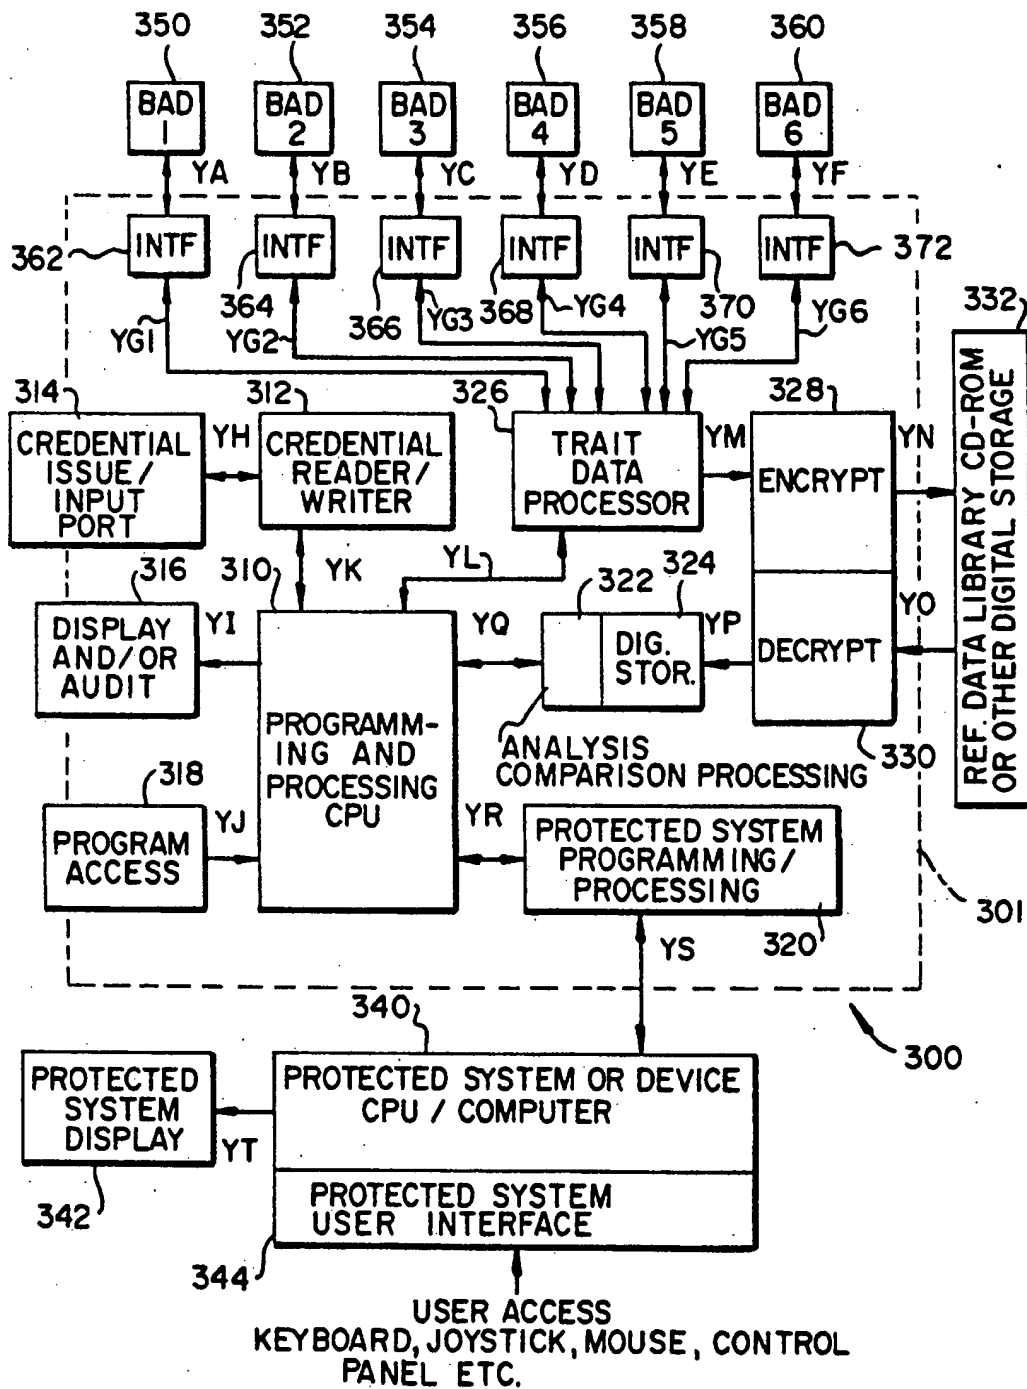 350 352 354 356 358 360
BAD 1
BAD 2
BAD 3
BAD 4
BAD 5
BAD 6
YA YB YC YD YE YF
INTF INTF INTF INTF INTF INTF
362 364 366 368 370 372
YG1 YG2 YG3 YG4 YG5 YG6
332
REF. DATA LIBRARY CD-ROM
OR OTHER DIGITAL STORAGE
314
CREDENTIAL
ISSUE/
INPUT
PORT
YH
312
CREDENTIAL
READER/
WRITER
326
TRAIT
DATA
PROCESSOR
YM
328
ENCRYPT
YN
316
DISPLAY
AND/OR
AUDIT
YI
310
YK
YL
PROGRAMM-
ING AND
PROCESSING
CPU
YQ
322
324
DIG.
STOR.
YP
DECRYPT
YO
330
ANALYSIS
COMPARISON PROCESSING
318
PROGRAM
ACCESS
YJ
YR
PROTECTED SYSTEM
PROGRAMMING/
PROCESSING
320
301
YS
300
340
PROTECTED SYSTEM OR DEVICE
CPU / COMPUTER
PROTECTED
SYSTEM
DISPLAY
YT
342
PROTECTED SYSTEM
USER INTERFACE
344
USER ACCESS
KEYBOARD, JOYSTICK, MOUSE, CONTROL
PANEL ETC.